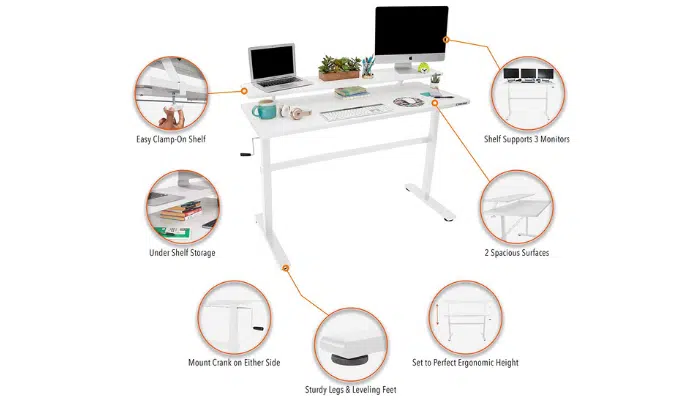 Easy Clamp-On Shelf
Shelf Supports 3 Monitors
Under Shelf Storage
2 Spacious Surfaces
Mount Crank on Either Side
Set to Perfect Ergonomic Height
Sturdy Legs & Leveling Feet